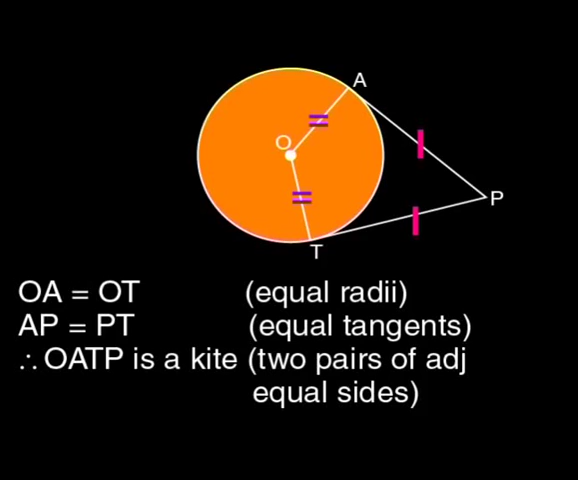 A
O
P
T
OA = OT (equal radii)
AP = PT (equal tangents)
∴ OATP is a kite (two pairs of adj
equal sides)